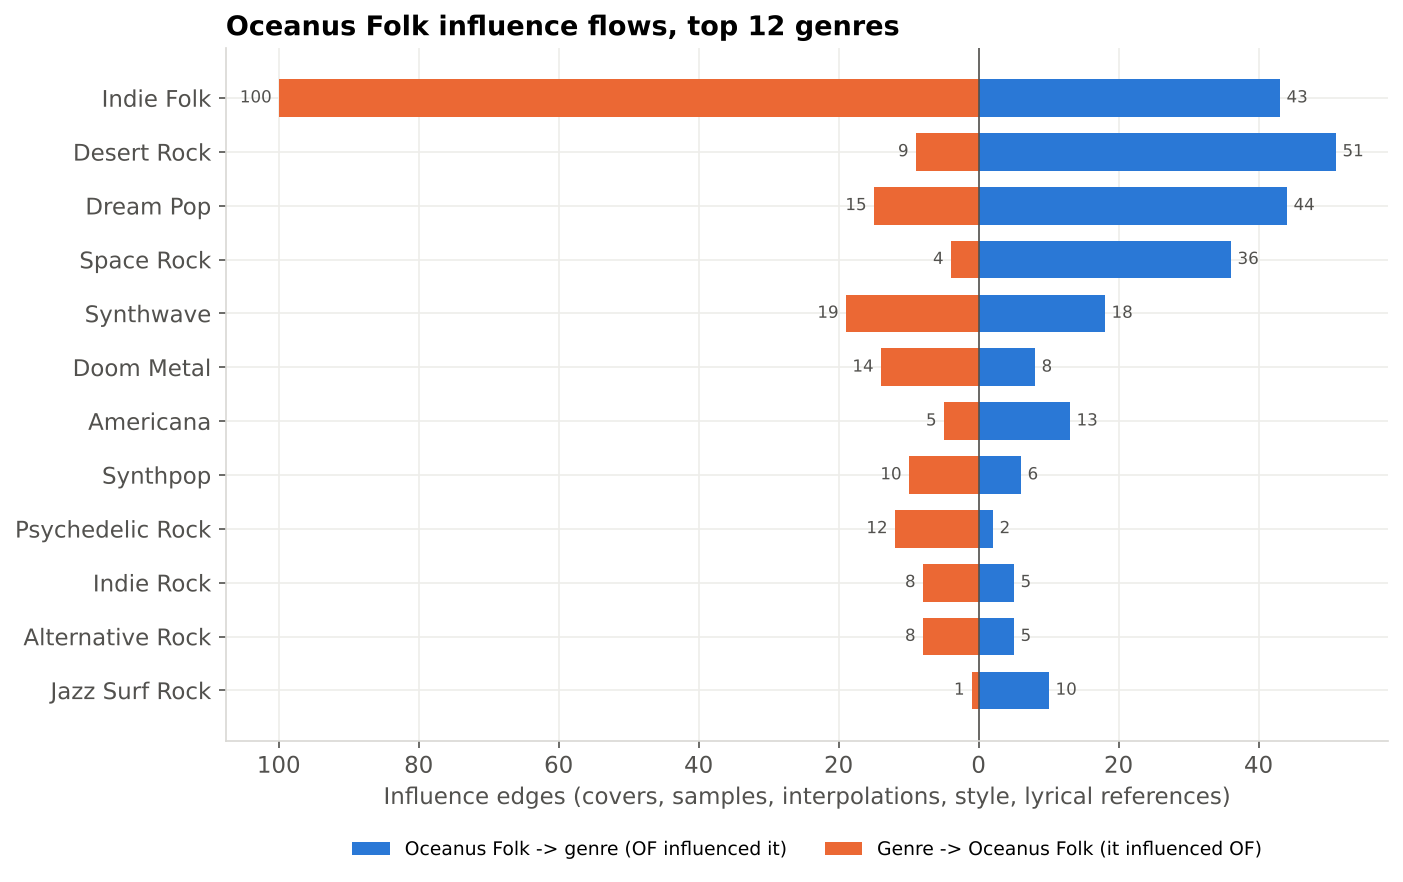 Oceanus Folk influence flows, top 12 genres
Indie Folk 100 43
Desert Rock 9 51
Dream Pop 15 44
Space Rock 4 36
Synthwave 19 18
Doom Metal 14 8
Americana 5 13
Synthpop 10 6
Psychedelic Rock 12 2
Indie Rock 8 5
Alternative Rock 8 5
Jazz Surf Rock 1 10
100 80 60 40 20 0 20 40
Influence edges (covers, samples, interpolations, style, lyrical references)
Oceanus Folk -> genre (OF influenced it) Genre -> Oceanus Folk (it influenced OF)